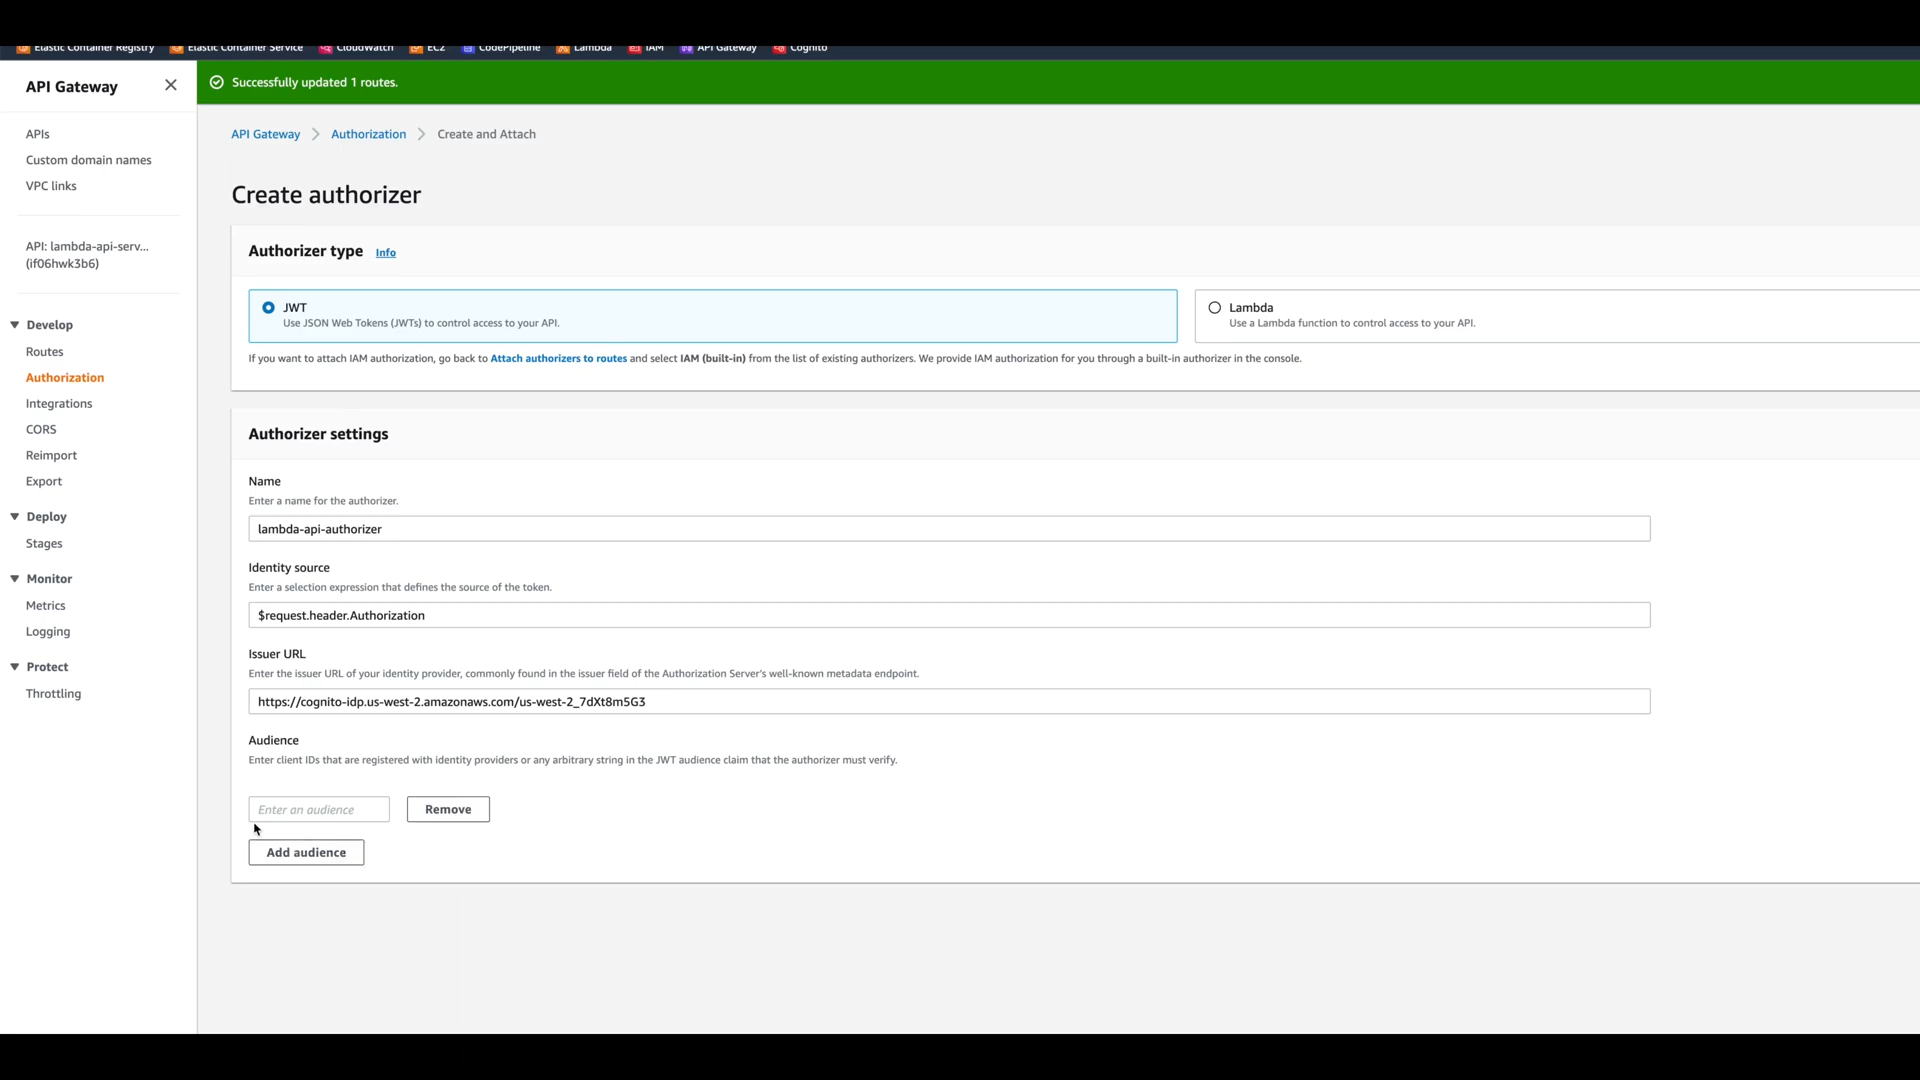 Elastic Container Registry Elastic Container Service CloudWatch EC2 CodePipeline Lambda IAM API Gateway Cognito
API Gateway
Successfully updated 1 routes.
API Gateway Authorization Create and Attach
APIs
Custom domain names
VPC links
API: lambda-api-serv...
(if06hwk3b6)
Develop
Routes
Authorization
Integrations
CORS
Reimport
Export
Deploy
Stages
Monitor
Metrics
Logging
Protect
Throttling
Create authorizer
Authorizer type Info
JWT
Use JSON Web Tokens (JWTs) to control access to your API.
Lambda
Use a Lambda function to control access to your API.
If you want to attach IAM authorization, go back to Attach authorizers to routes and select IAM (built-in) from the list of existing authorizers. We provide IAM authorization for you through a built-in authorizer in the console.
Authorizer settings
Name
Enter a name for the authorizer.
lambda-api-authorizer
Identity source
Enter a selection expression that defines the source of the token.
$request.header.Authorization
Issuer URL
Enter the issuer URL of your identity provider, commonly found in the issuer field of the Authorization Server's well-known metadata endpoint.
https://cognito-idp.us-west-2.amazonaws.com/us-west-2_7dXt8m5G3
Audience
Enter client IDs that are registered with identity providers or any arbitrary string in the JWT audience claim that the authorizer must verify.
Enter an audience Remove
Add audience